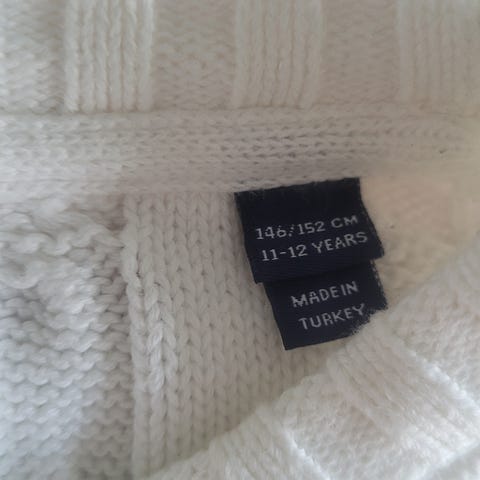 146/152 CM
11-12 YEARS
MADE IN
TURKEY